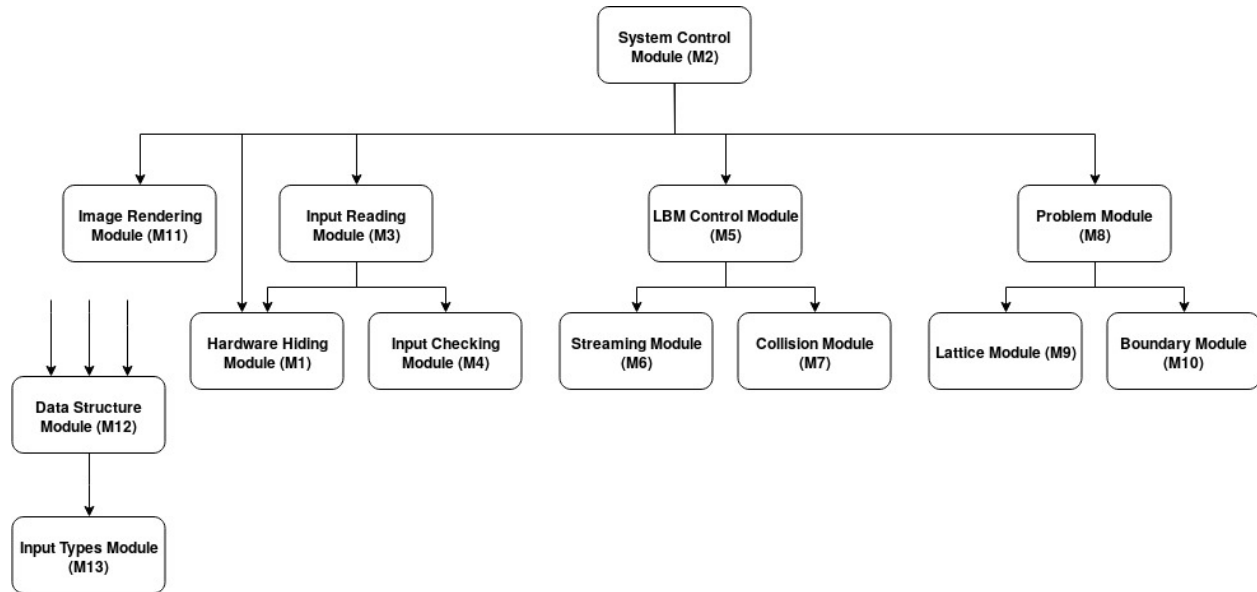 System Control
Module (M2)
Image Rendering
Module (M11)
Input Reading
Module (M3)
LBM Control Module
(M5)
Problem Module
(M8)
Hardware Hiding
Module (M1)
Input Checking
Module (M4)
Streaming Module
(M6)
Collision Module
(M7)
Lattice Module (M9)
Boundary Module
(M10)
Data Structure
Module (M12)
Input Types Module
(M13)